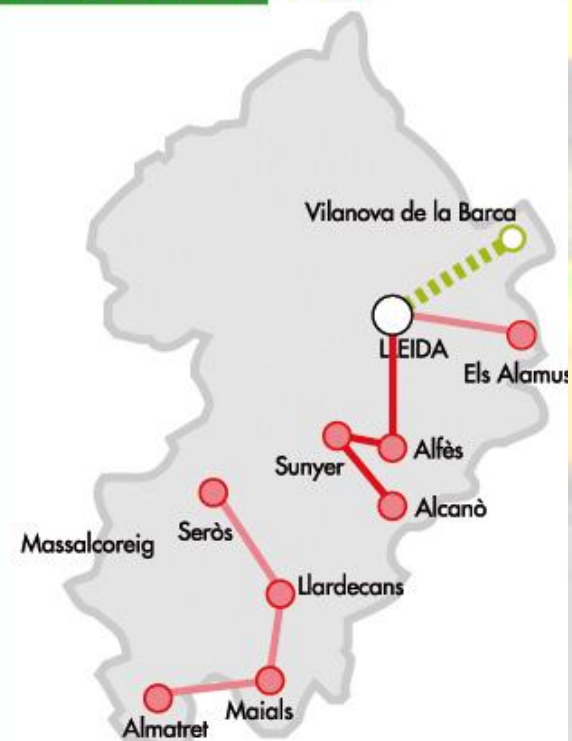 Vilanova de la Barca
LLEIDA
Els Alamus
Alfès
Sunyer
Alcanò
Seròs
Massalcoreig
Llardecans
Maials
Almatret